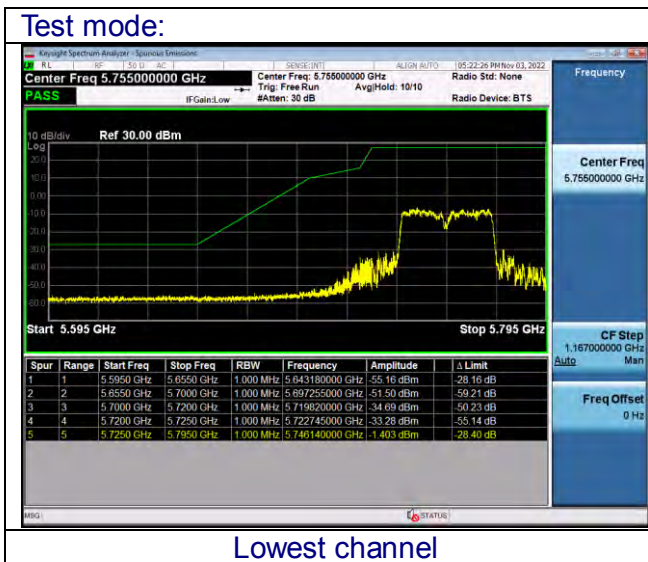 Test mode:
Keysight Spectrum Analyzer - Spurious Emissions
RL RF 50 Ω AC SENSE:INT ALIGN AUTO 05:22:26 PM Nov 03, 2022
Center Freq 5.755000000 GHz
Center Freq: 5.755000000 GHz
Radio Std: None
Trig: Free Run Avg|Hold: 10/10
PASS
IFGain:Low
#Atten: 30 dB
Radio Device: BTS
10 dB/div Ref 30.00 dBm
Log
20.0
10.0
0.00
-10.0
-20.0
-30.0
-40.0
-50.0
-60.0
Start 5.595 GHz Stop 5.795 GHz
Spur Range Start Freq Stop Freq RBW Frequency Amplitude Δ Limit
1 1 5.5950 GHz 5.6550 GHz 1.000 MHz 5.643180000 GHz -55.16 dBm -28.16 dB
2 2 5.6550 GHz 5.7000 GHz 1.000 MHz 5.697255000 GHz -51.50 dBm -59.21 dB
3 3 5.7000 GHz 5.7200 GHz 1.000 MHz 5.719820000 GHz -34.69 dBm -50.23 dB
4 4 5.7200 GHz 5.7250 GHz 1.000 MHz 5.722745000 GHz -33.28 dBm -55.14 dB
5 5 5.7250 GHz 5.7950 GHz 1.000 MHz 5.746140000 GHz -1.403 dBm -28.40 dB
Frequency
Center Freq
5.755000000 GHz
CF Step
1.167000000 GHz
Auto Man
Freq Offset
0 Hz
MSG STATUS
Lowest channel